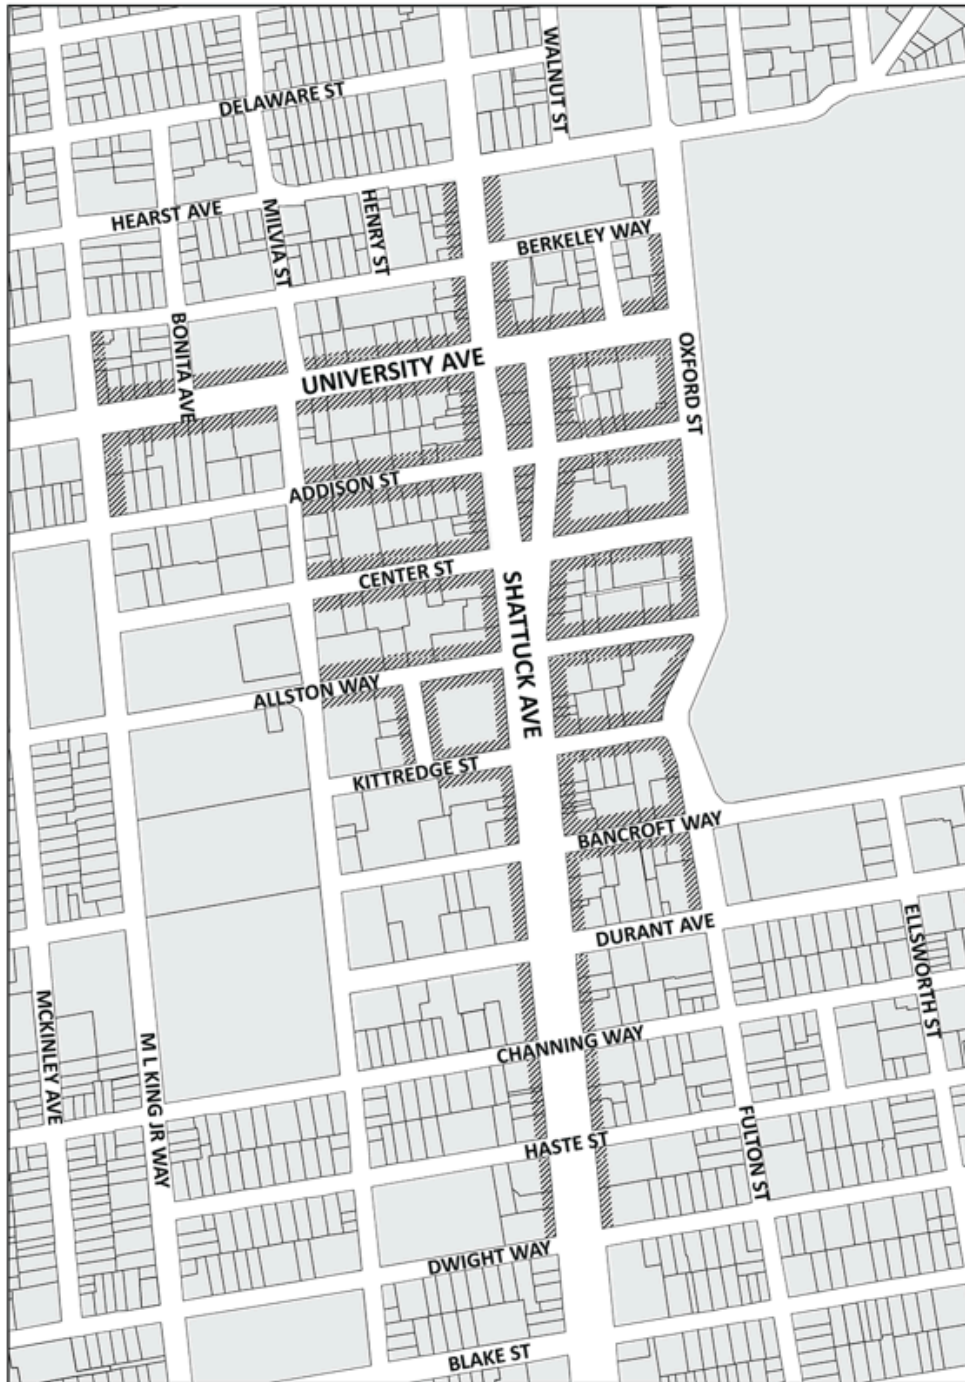 WALNUT ST
DELAWARE ST
HEARST AVE
MILVIA ST
HENRY ST
BERKELEY WAY
BONITA AVE
UNIVERSITY AVE
OXFORD ST
ADDISON ST
CENTER ST
SHATTUCK AVE
ALLSTON WAY
KITTREDGE ST
BANCROFT WAY
DURANT AVE
ELLSWORTH ST
MCKINLEY AVE
M L KING JR WAY
CHANNING WAY
HASTE ST
FULTON ST
DWIGHT WAY
BLAKE ST